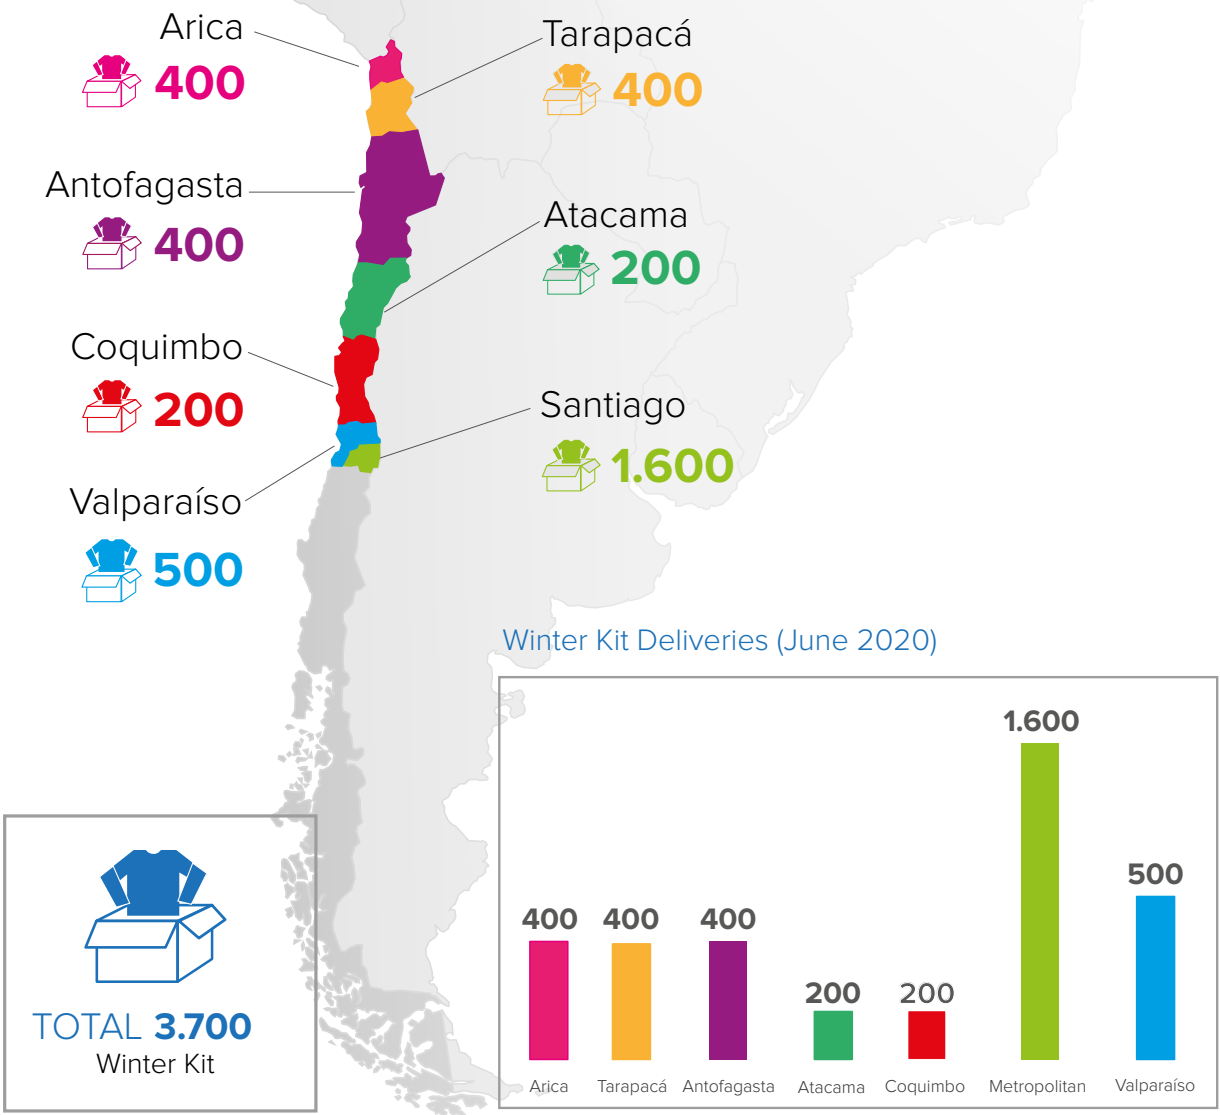 Arica
400
Tarapacá
400
Antofagasta
400
Atacama
200
Coquimbo
200
Santiago
1.600
Valparaíso
500
Winter Kit Deliveries (June 2020)
1.600
500
400 400 400
200 200
Arica Tarapacá Antofagasta Atacama Coquimbo Metropolitan Valparaíso
TOTAL 3.700
Winter Kit